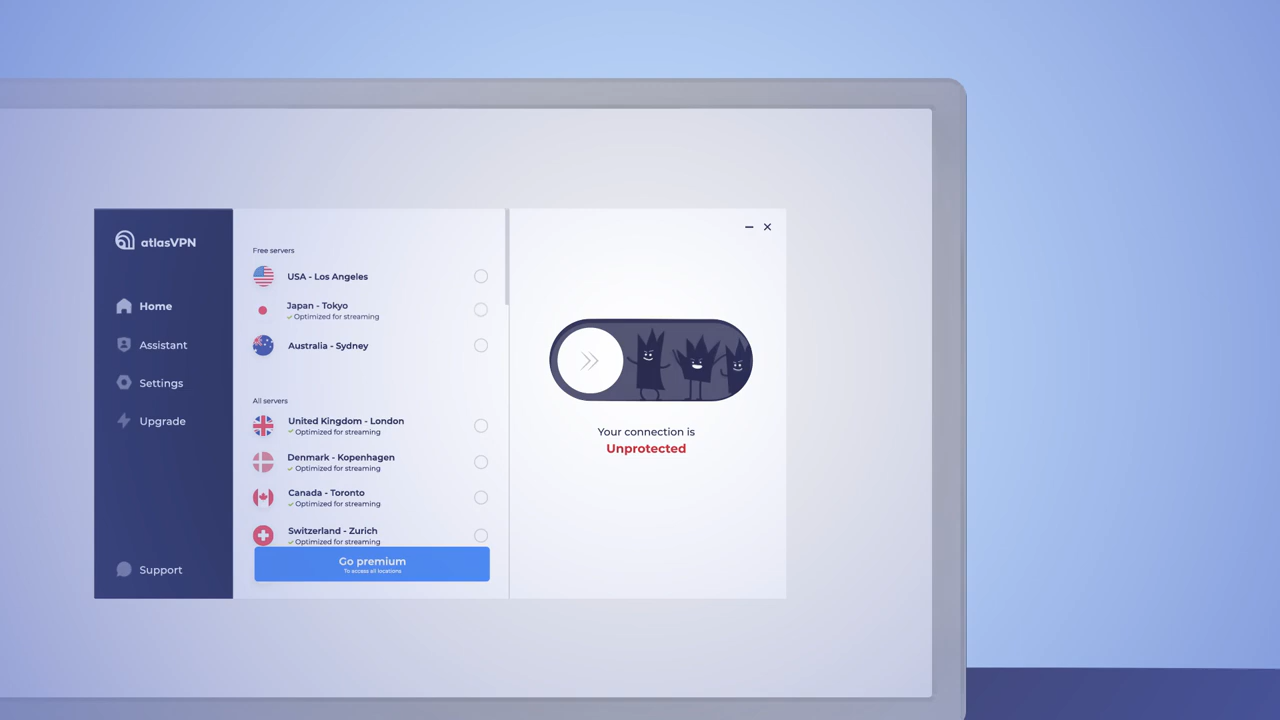 atlasVPN
Home
Assistant
Settings
Upgrade
Support
Free servers
USA - Los Angeles
Japan - Tokyo
Optimized for streaming
Australia - Sydney
All servers
United Kingdom - London
Optimized for streaming
Denmark - Kopenhagen
Optimized for streaming
Canada - Toronto
Optimized for streaming
Switzerland - Zurich
Optimized for streaming
Go premium
To access all locations
Your connection is
Unprotected